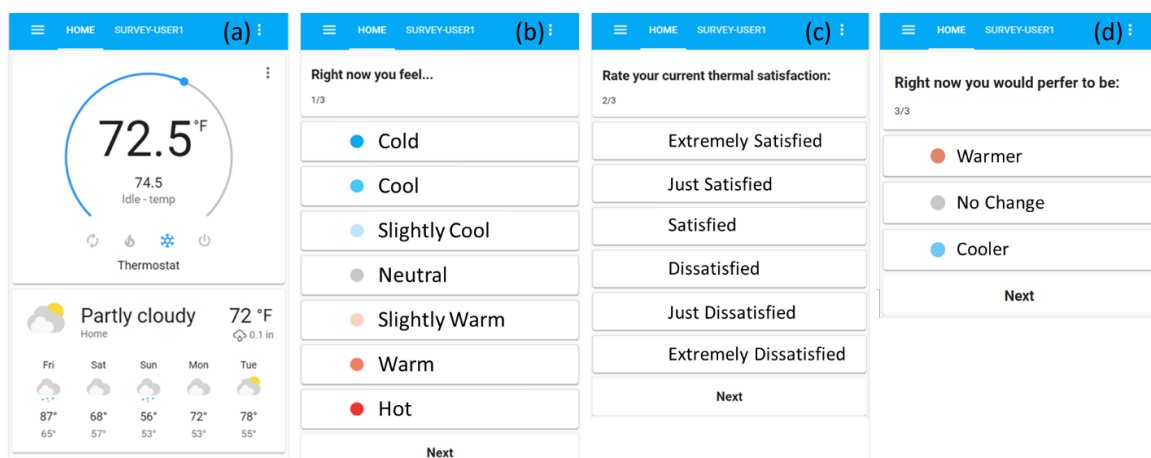 HOME SURVEY-USER1 (a)
72.5°F
74.5
Idle - temp
Thermostat
Partly cloudy 72 °F
Home 0.1 in
Fri Sat Sun Mon Tue
87° 68° 56° 72° 78°
65° 57° 53° 53° 55°
HOME SURVEY-USER1 (b)
Right now you feel...
1/3
Cold
Cool
Slightly Cool
Neutral
Slightly Warm
Warm
Hot
Next
HOME SURVEY-USER1 (c)
Rate your current thermal satisfaction:
2/3
Extremely Satisfied
Just Satisfied
Satisfied
Dissatisfied
Just Dissatisfied
Extremely Dissatisfied
Next
HOME SURVEY-USER1 (d)
Right now you would perfer to be:
3/3
Warmer
No Change
Cooler
Next